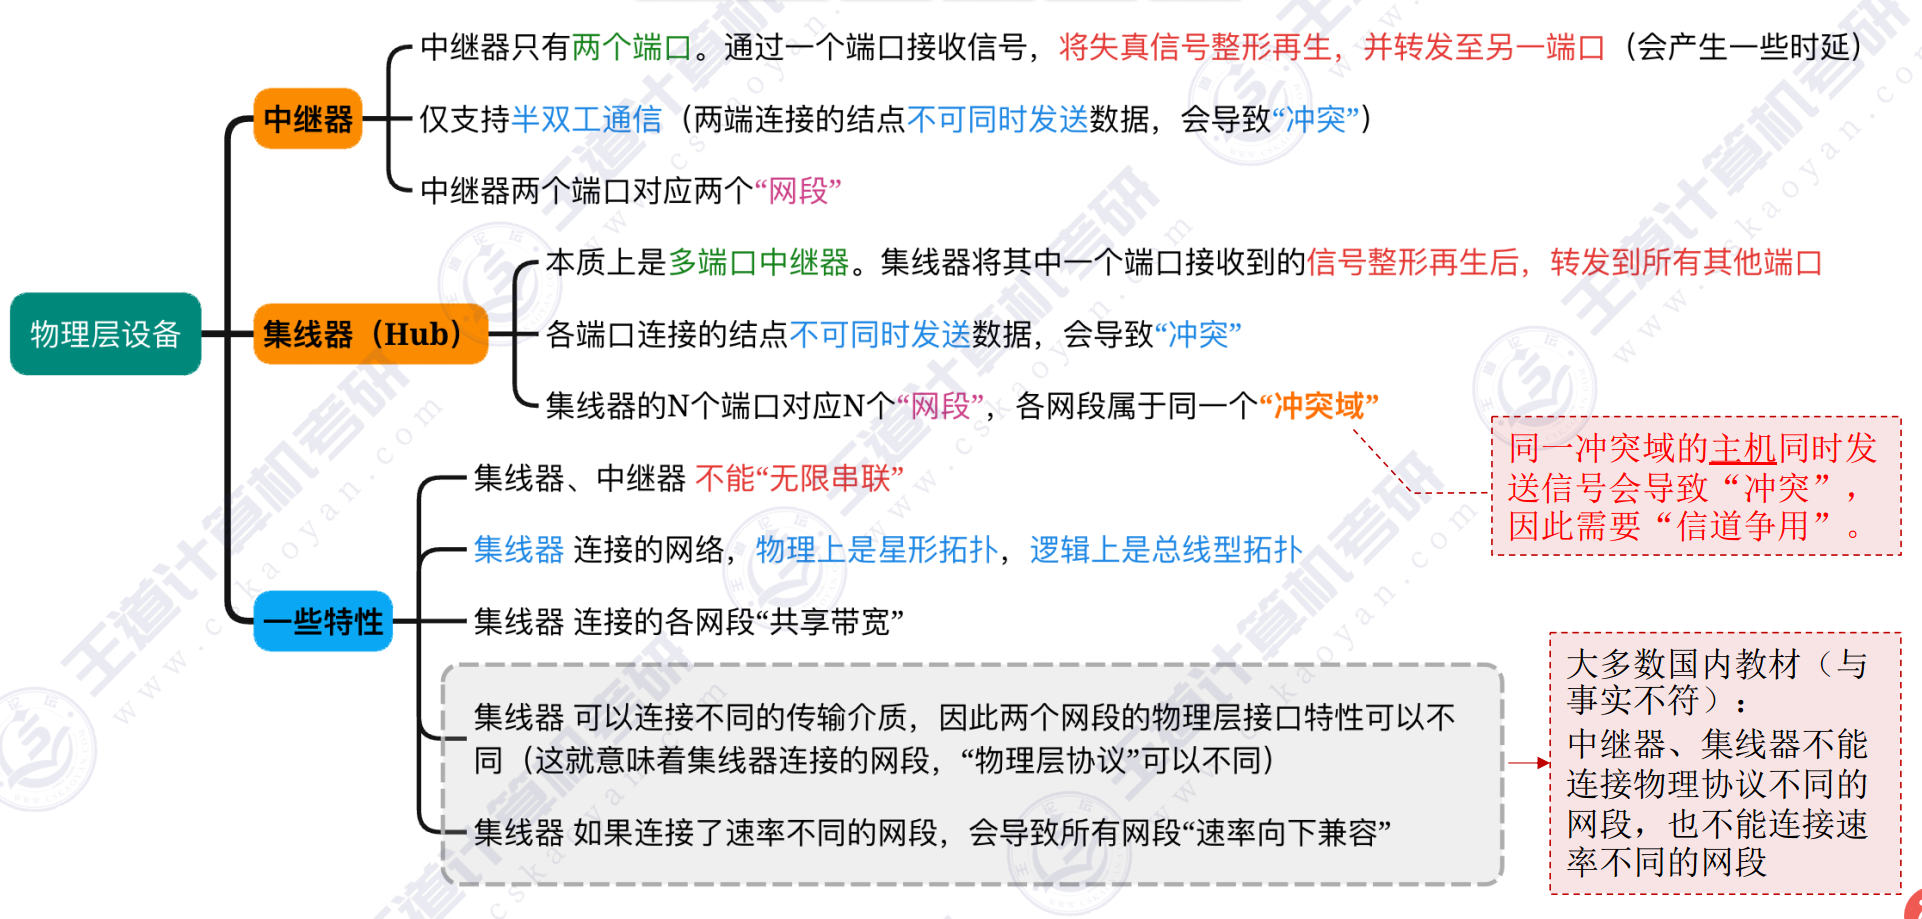 物理层设备
中继器
中继器只有两个端口。通过一个端口接收信号，将失真信号整形再生，并转发至另一端口（会产生一些时延）
仅支持半双工通信（两端连接的结点不可同时发送数据，会导致“冲突”）
中继器两个端口对应两个“网段”
集线器（Hub）
本质上是多端口中继器。集线器将其中一个端口接收到的信号整形再生后，转发到所有其他端口
各端口连接的结点不可同时发送数据，会导致“冲突”
集线器的N个端口对应N个“网段”，各网段属于同一个“冲突域”
同一冲突域的主机同时发
送信号会导致“冲突”，
因此需要“信道争用”。
一些特性
集线器、中继器 不能“无限串联”
集线器 连接的网络，物理上是星形拓扑，逻辑上是总线型拓扑
集线器 连接的各网段“共享带宽”
集线器 可以连接不同的传输介质，因此两个网段的物理层接口特性可以不
同（这就意味着集线器连接的网段，“物理层协议”可以不同）
集线器 如果连接了速率不同的网段，会导致所有网段“速率向下兼容”
大多数国内教材（与
事实不符）：
中继器、集线器不能
连接物理协议不同的
网段，也不能连接速
率不同的网段
王道计算机考研
www.cskaoyan.com